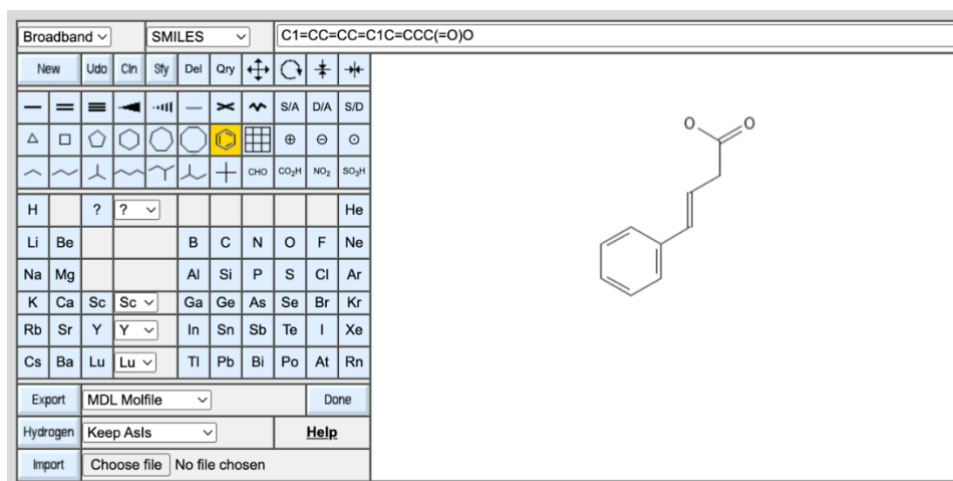 Broadband SMILES C1=CC=CC=C1C=CCC(=O)O
New Udo Cln Sfy Del Qry
S/A D/A S/D
CHO CO₂H NO₂ SO₃H
H ? ? He
Li Be B C N O F Ne
Na Mg Al Si P S Cl Ar
K Ca Sc Sc Ga Ge As Se Br Kr
Rb Sr Y Y In Sn Sb Te I Xe
Cs Ba Lu Lu Tl Pb Bi Po At Rn
Export MDL Molfile Done
Hydrogen Keep AsIs Help
Import Choose file No file chosen
O O